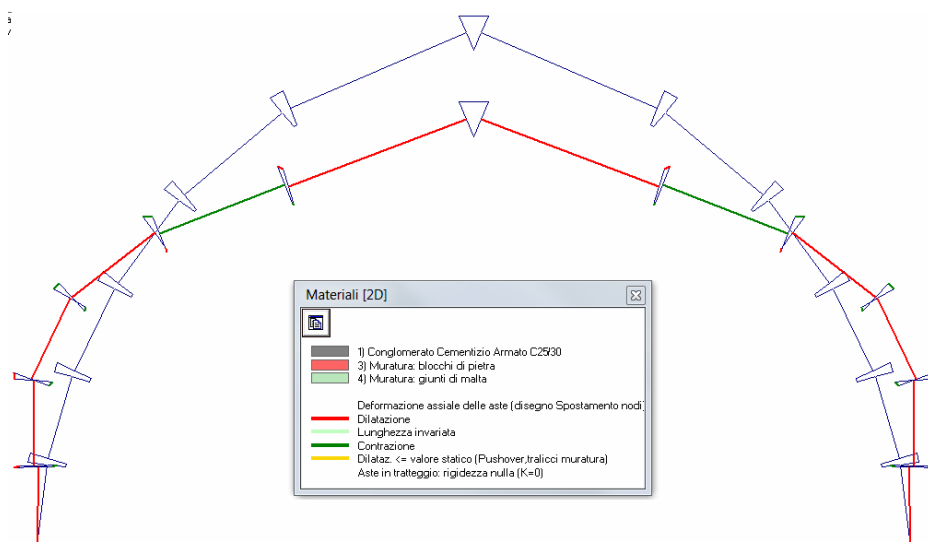 Materiali [2D]
1) Conglomerato Cementizio Armato C25/30
3) Muratura: blocchi di pietra
4) Muratura: giunti di malta
Deformazione assiale delle aste (disegno Spostamento nodi)
Dilatazione
Lunghezza invariata
Contrazione
Dilataz. <= valore statico (Pushover,tralicci muratura)
Aste in tratteggio: rigidezza nulla (K=0)